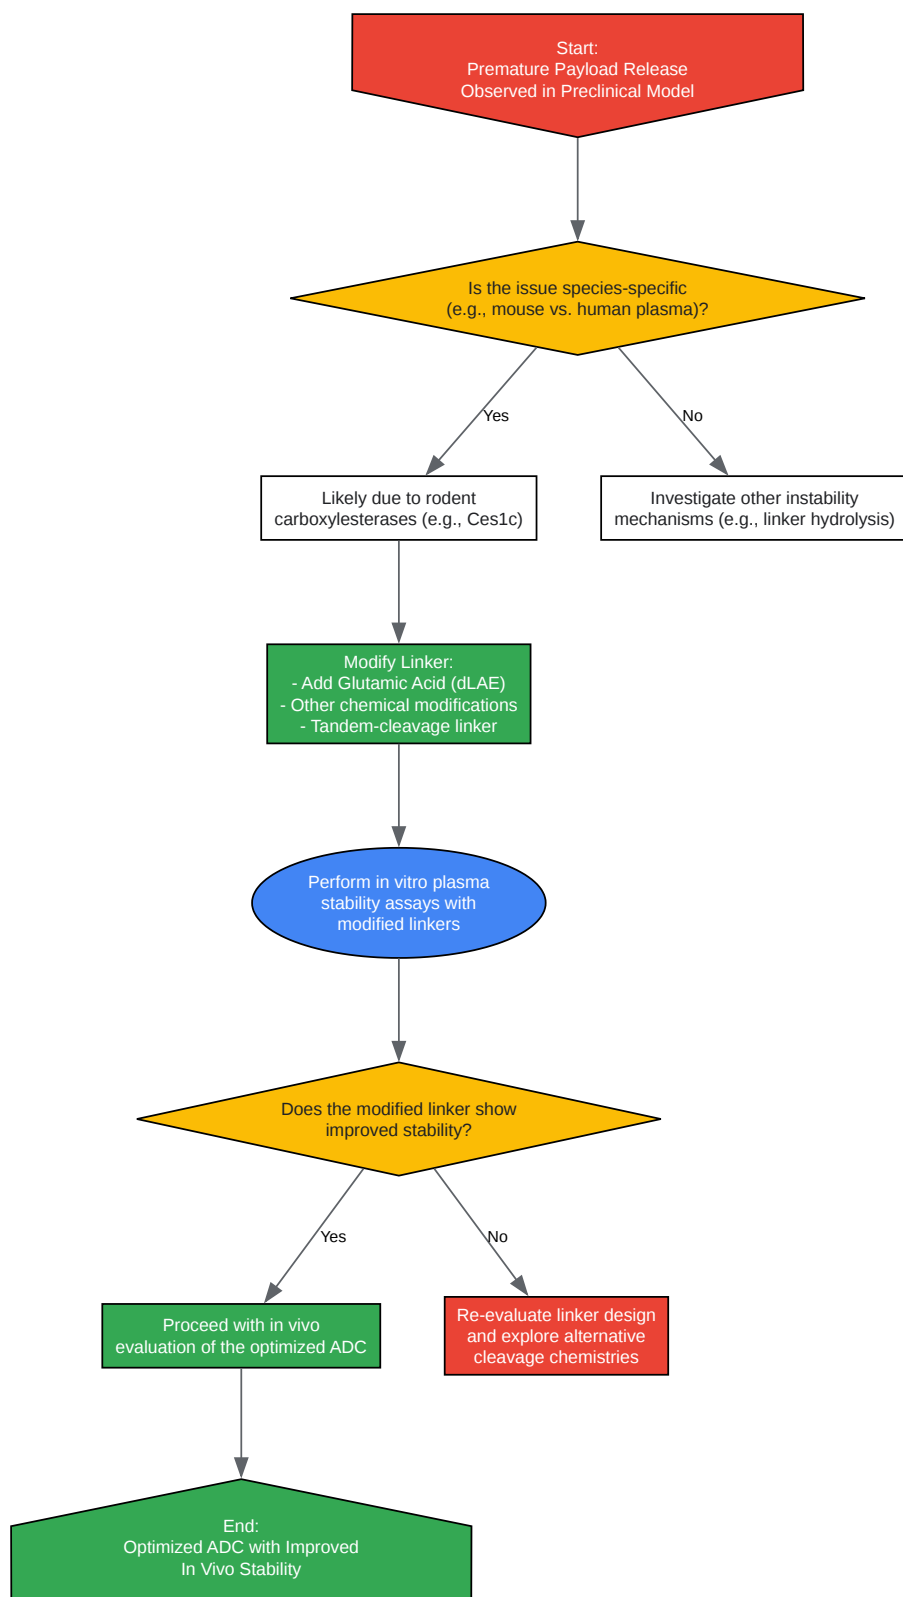 Start:
Premature Payload Release
Observed in Preclinical Model
Is the issue species-specific
(e.g., mouse vs. human plasma)?
Yes
No
Likely due to rodent
carboxylesterases (e.g., Ces1c)
Investigate other instability
mechanisms (e.g., linker hydrolysis)
Modify Linker:
- Add Glutamic Acid (dLAE)
- Other chemical modifications
- Tandem-cleavage linker
Perform in vitro plasma
stability assays with
modified linkers
Does the modified linker show
improved stability?
Yes
No
Proceed with in vivo
evaluation of the optimized ADC
Re-evaluate linker design
and explore alternative
cleavage chemistries
End:
Optimized ADC with Improved
In Vivo Stability